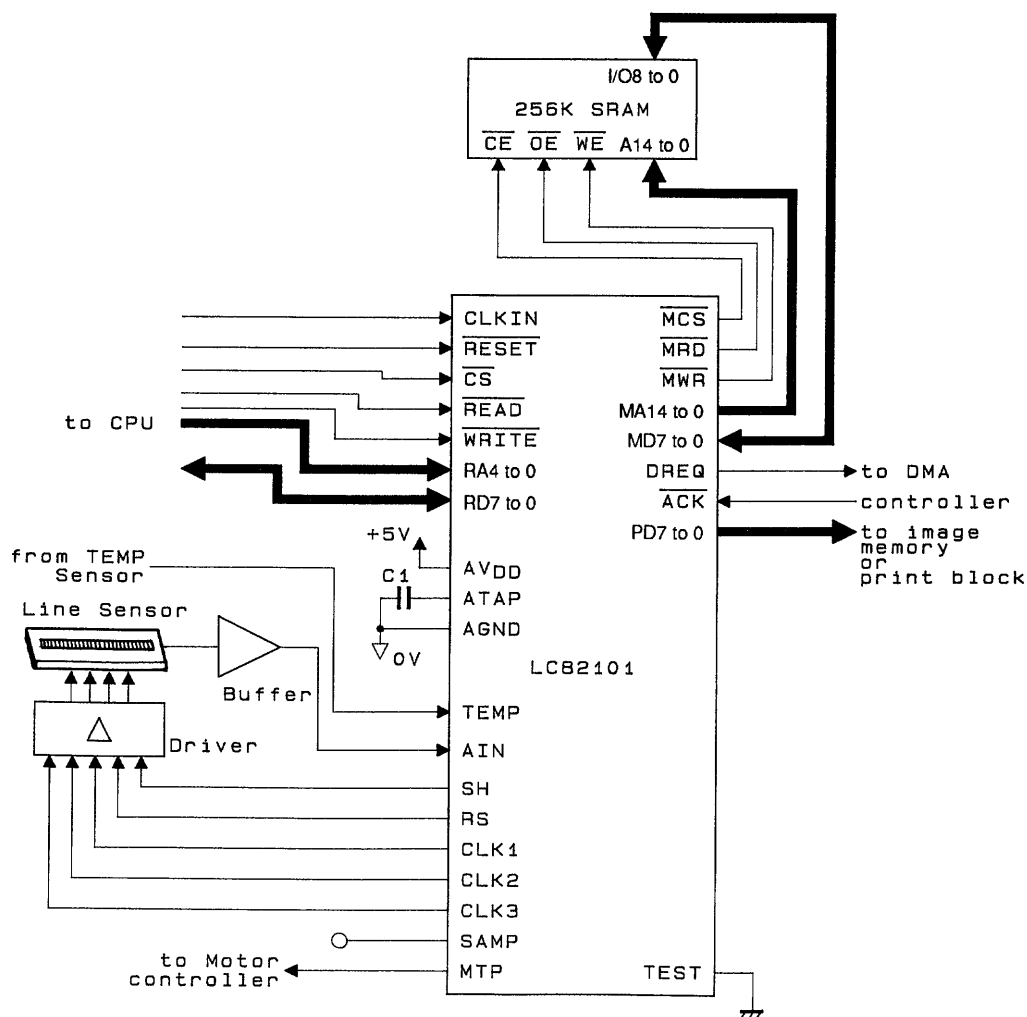 I/O8 to 0
256K SRAM
CE OE WE A14 to 0
CLKIN
RESET
CS
READ
WRITE
RA4 to 0
RD7 to 0
to CPU
MCS
MRD
MWR
MA14 to 0
MD7 to 0
DREQ
ACK
PD7 to 0
to DMA
controller
to image
memory
or
print block
+5V
AVDD
C1
ATAP
AGND
0V
from TEMP
Sensor
Line Sensor
Buffer
Driver
LC82101
TEMP
AIN
SH
RS
CLK1
CLK2
CLK3
SAMP
MTP
to Motor
controller
TEST